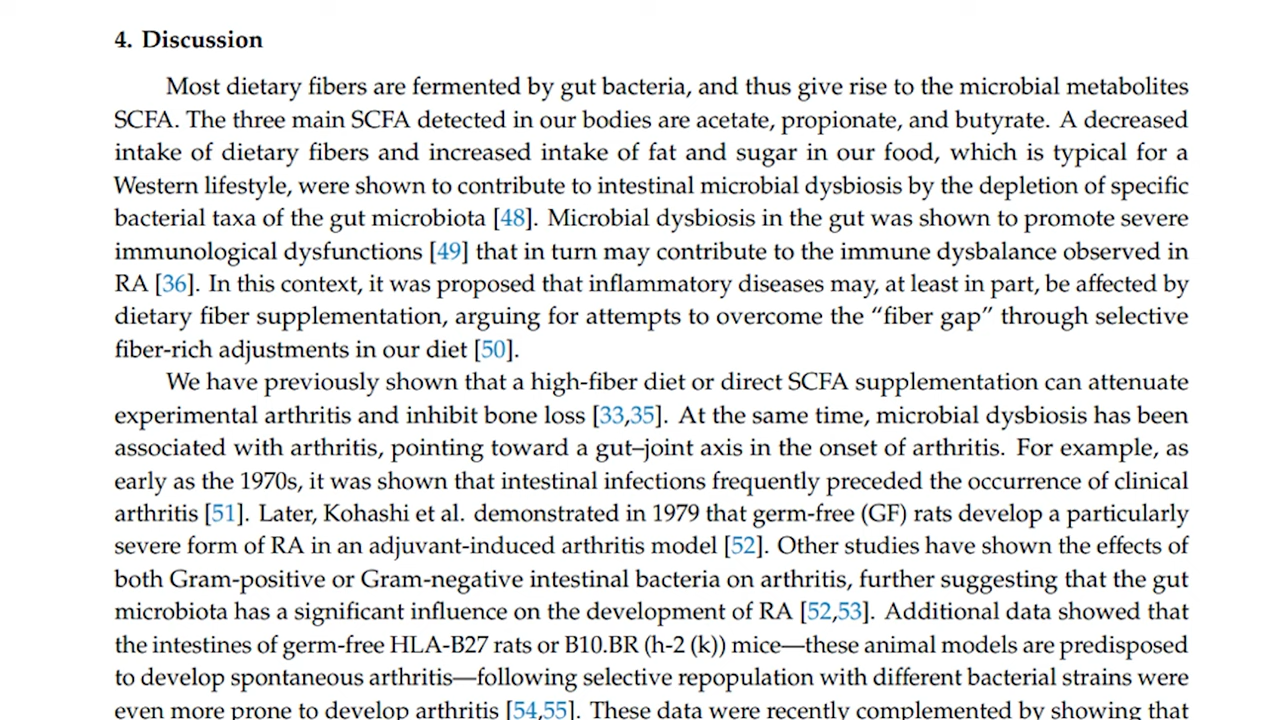 4. Discussion
Most dietary fibers are fermented by gut bacteria, and thus give rise to the microbial metabolites
SCFA. The three main SCFA detected in our bodies are acetate, propionate, and butyrate. A decreased
intake of dietary fibers and increased intake of fat and sugar in our food, which is typical for a
Western lifestyle, were shown to contribute to intestinal microbial dysbiosis by the depletion of specific
bacterial taxa of the gut microbiota [48]. Microbial dysbiosis in the gut was shown to promote severe
immunological dysfunctions [49] that in turn may contribute to the immune dysbalance observed in
RA [36]. In this context, it was proposed that inflammatory diseases may, at least in part, be affected by
dietary fiber supplementation, arguing for attempts to overcome the “fiber gap” through selective
fiber-rich adjustments in our diet [50].
We have previously shown that a high-fiber diet or direct SCFA supplementation can attenuate
experimental arthritis and inhibit bone loss [33,35]. At the same time, microbial dysbiosis has been
associated with arthritis, pointing toward a gut–joint axis in the onset of arthritis. For example, as
early as the 1970s, it was shown that intestinal infections frequently preceded the occurrence of clinical
arthritis [51]. Later, Kohashi et al. demonstrated in 1979 that germ-free (GF) rats develop a particularly
severe form of RA in an adjuvant-induced arthritis model [52]. Other studies have shown the effects of
both Gram-positive or Gram-negative intestinal bacteria on arthritis, further suggesting that the gut
microbiota has a significant influence on the development of RA [52,53]. Additional data showed that
the intestines of germ-free HLA-B27 rats or B10.BR (h-2 (k)) mice—these animal models are predisposed
to develop spontaneous arthritis—following selective repopulation with different bacterial strains were
even more prone to develop arthritis [54,55]. These data were recently complemented by showing that